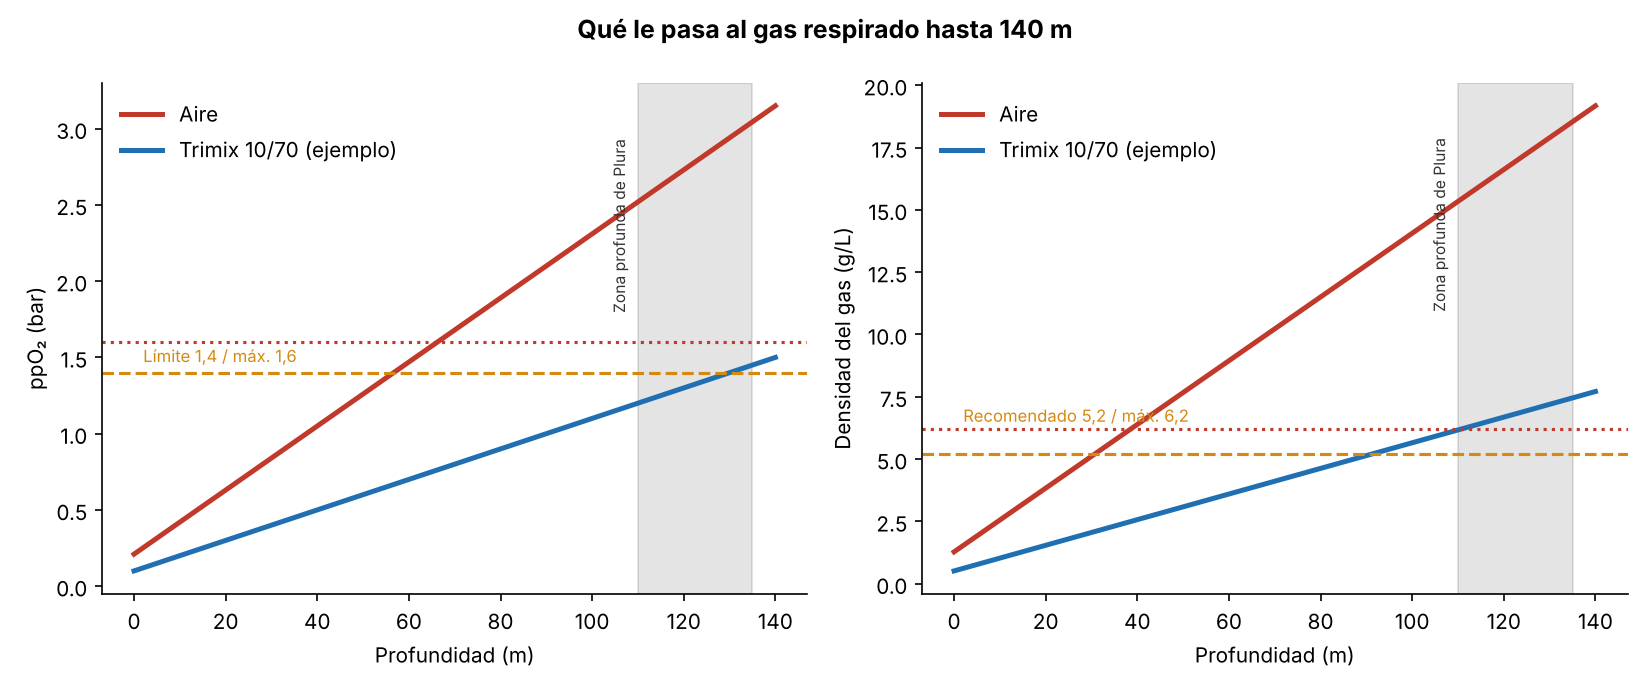 Qué le pasa al gas respirado hasta 140 m
Aire
Trimix 10/70 (ejemplo)
Zona profunda de Plura
Límite 1,4 / máx. 1,6
ppO₂ (bar)
3.0
2.5
2.0
1.5
1.0
0.5
0.0
0 20 40 60 80 100 120 140
Profundidad (m)
Aire
Trimix 10/70 (ejemplo)
Zona profunda de Plura
Recomendado 5,2 / máx. 6,2
Densidad del gas (g/L)
20.0
17.5
15.0
12.5
10.0
7.5
5.0
2.5
0.0
0 20 40 60 80 100 120 140
Profundidad (m)